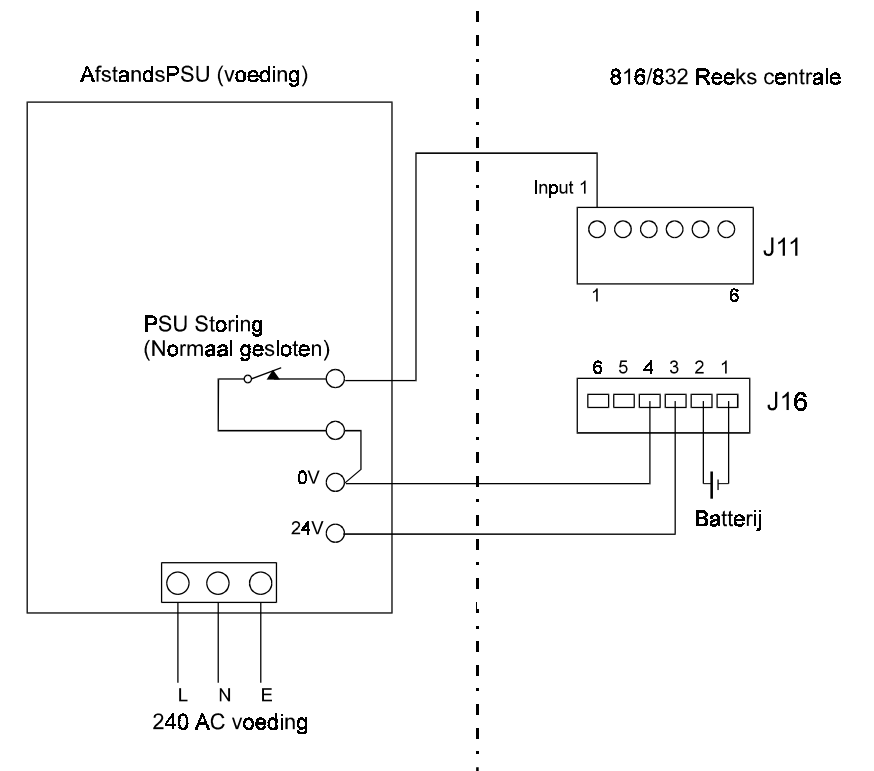 AfstandsPSU (voeding)
816/832 Reeks centrale
Input 1
J11
1 6
PSU Storing
(Normaal gesloten)
6 5 4 3 2 1
J16
0V
24V
Batterij
L N E
240 AC voeding